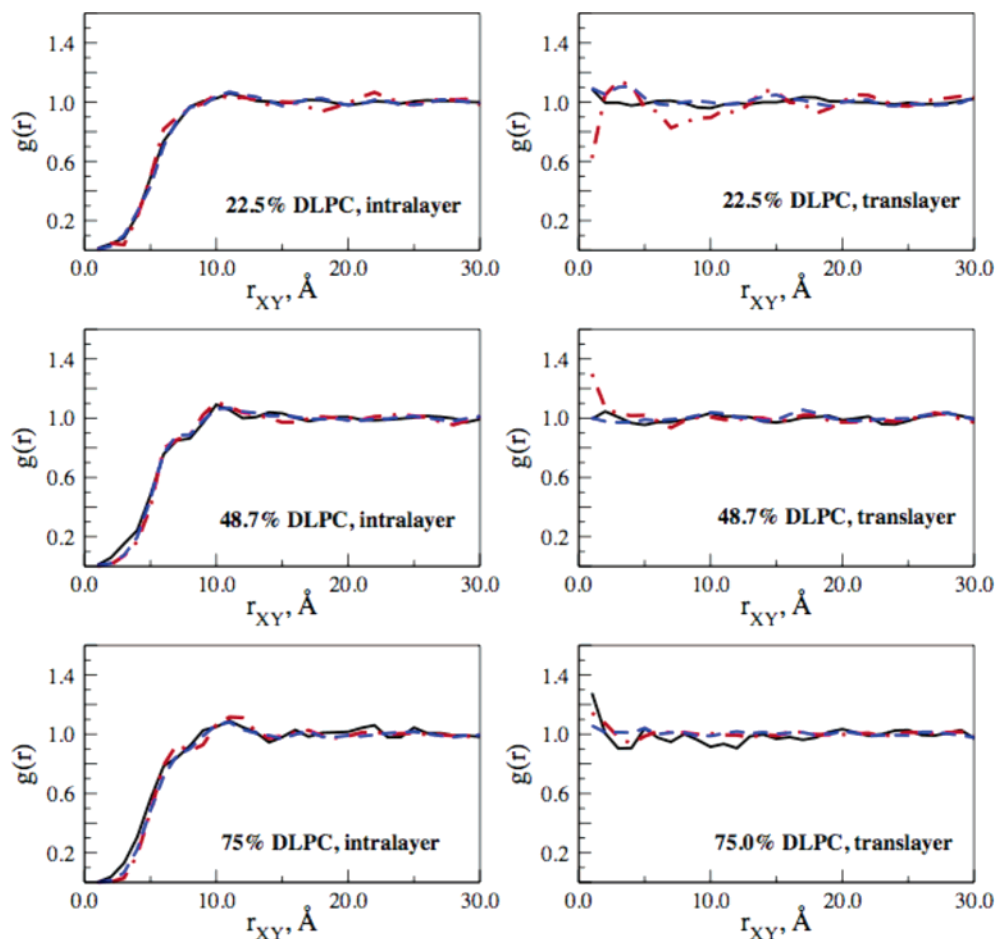 1.4
1.0
0.6
0.2
g(r)
22.5% DLPC, intralayer
0.0 10.0 20.0 30.0
r_XY, Å
1.4
1.0
0.6
0.2
g(r)
22.5% DLPC, translayer
0.0 10.0 20.0 30.0
r_XY, Å
1.4
1.0
0.6
0.2
g(r)
48.7% DLPC, intralayer
0.0 10.0 20.0 30.0
r_XY, Å
1.4
1.0
0.6
0.2
g(r)
48.7% DLPC, translayer
0.0 10.0 20.0 30.0
r_XY, Å
1.4
1.0
0.6
0.2
g(r)
75% DLPC, intralayer
0.0 10.0 20.0 30.0
r_XY, Å
1.4
1.0
0.6
0.2
g(r)
75.0% DLPC, translayer
0.0 10.0 20.0 30.0
r_XY, Å